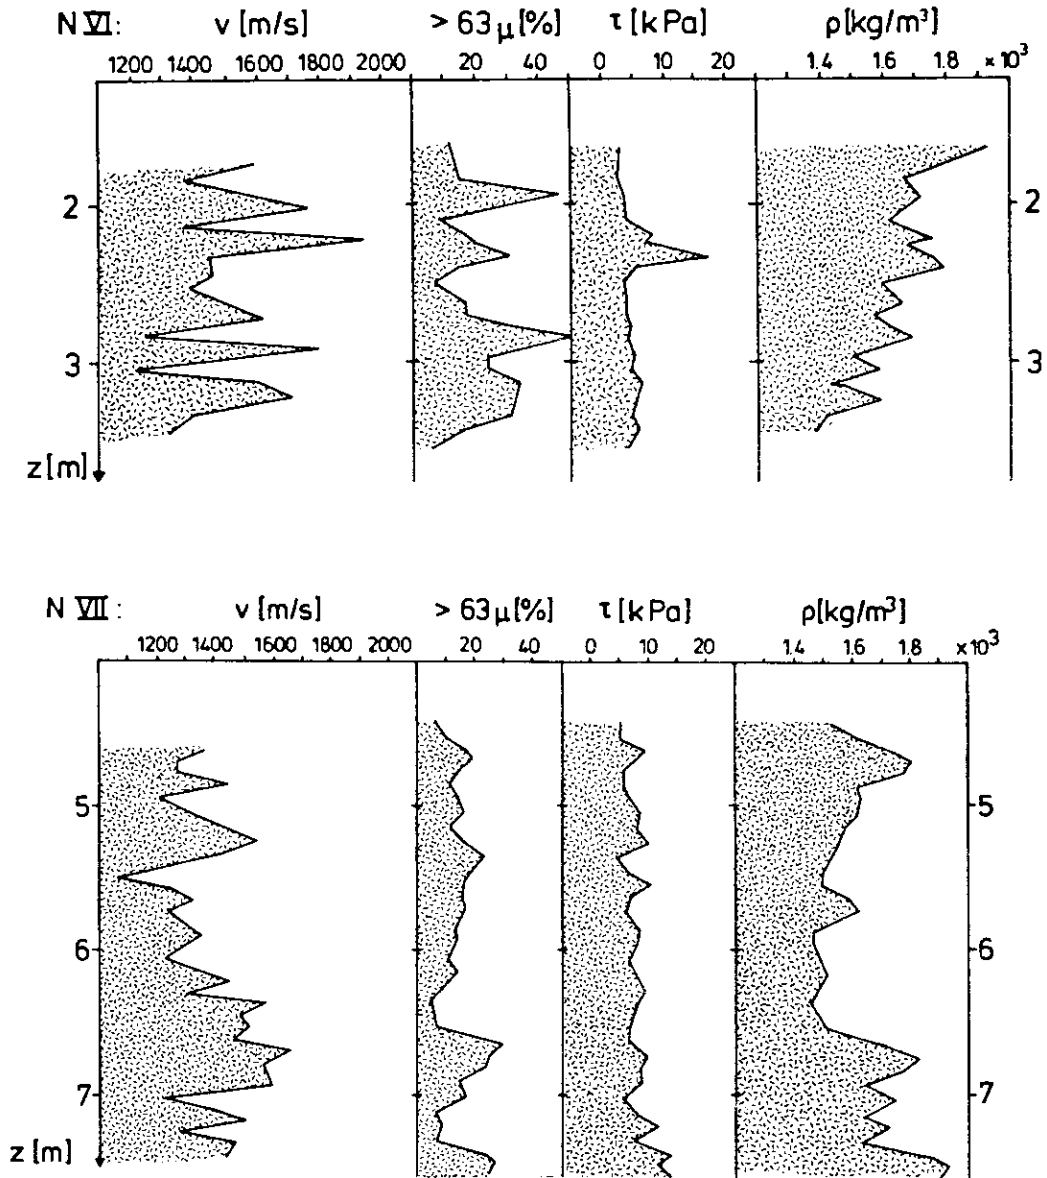 N VI: v [m/s] > 63 μ [%] τ [k Pa] ρ[kg/m³]
1200 1400 1600 1800 2000 20 40 0 10 20 1.4 1.6 1.8 ×10³
2 2
3 3
z [m]
N VII: v [m/s] > 63 μ [%] τ [k Pa] ρ[kg/m³]
1200 1400 1600 1800 2000 20 40 0 10 20 1.4 1.6 1.8 ×10³
5 5
6 6
7 7
z [m]